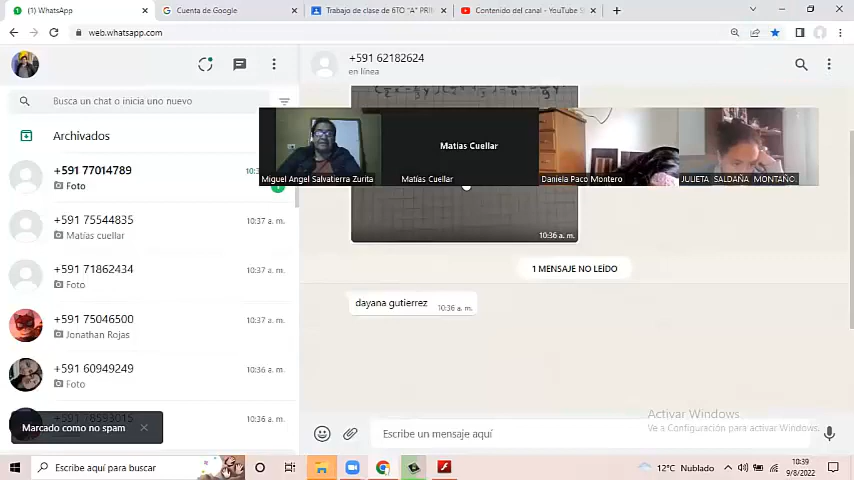 (1) WhatsApp
Cuenta de Google
Trabajo de clase de 6TO "A" PRI
Contenido del canal - YouTube S
web.whatsapp.com
Busca un chat o inicia uno nuevo
Archivados
+591 77014789
10:3
Foto
+591 75544835
10:37 a. m.
Matías cuellar
+591 71862434
10:37 a. m.
Foto
+591 75046500
10:37 a. m.
Jonathan Rojas
+591 60949249
10:36 a. m.
Foto
+591 78593015
10:36 a. m.
Marcado como no spam
+591 62182624
en línea
Miguel Angel Salvatierra Zurita
Matias Cuellar
Matías Cuellar
Daniela Paco Montero
JULIETA SALDAÑA MONTAÑO.
10:36 a. m.
1 MENSAJE NO LEÍDO
dayana gutierrez
10:36 a. m.
Activar Windows
Ve a Configuración para activar Windows.
Escribe un mensaje aquí
Escribe aquí para buscar
12°C Nublado
10:39
9/8/2022